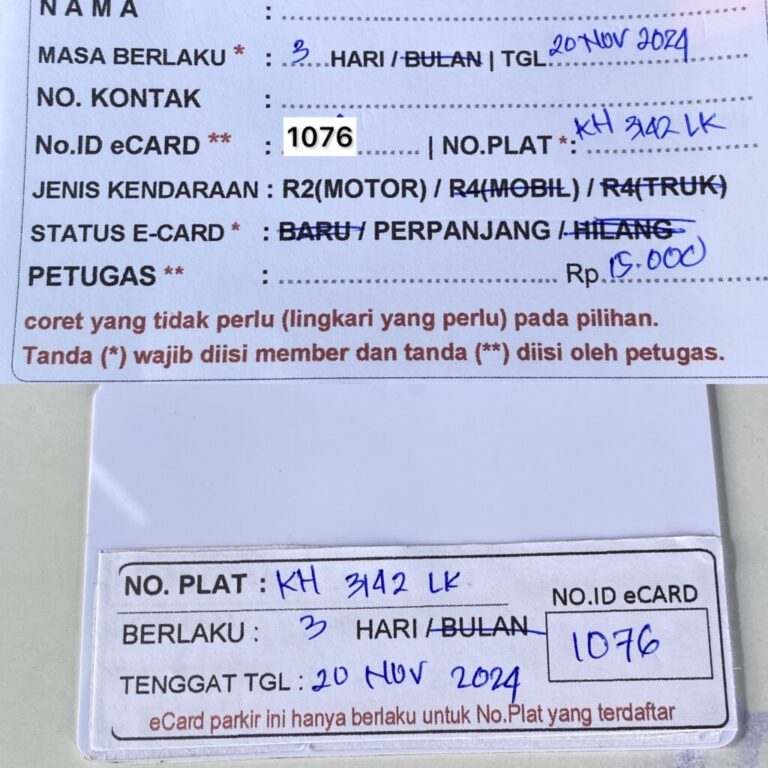 NAMA :
MASA BERLAKU * : 3 HARI / BULAN | TGL 20 NOV 2024
NO. KONTAK :
No.ID eCARD ** : 1076 | NO.PLAT *: KH 3142 LK
JENIS KENDARAAN : R2(MOTOR) / R4(MOBIL) / R4(TRUK)
STATUS E-CARD * : BARU / PERPANJANG / HILANG
PETUGAS ** : Rp 15.000
coret yang tidak perlu (lingkari yang perlu) pada pilihan.
Tanda (*) wajib diisi member dan tanda (**) diisi oleh petugas.
NO. PLAT : KH 3142 LK
NO.ID eCARD
BERLAKU : 3 HARI / BULAN
1076
TENGGAT TGL : 20 NOV 2024
eCard parkir ini hanya berlaku untuk No.Plat yang terdaftar